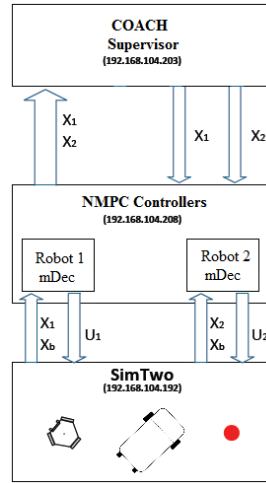 COACH
Supervisor
(192.168.104.203)
X1
X2
X1
X2
NMPC Controllers
(192.168.104.208)
Robot 1
mDec
Robot 2
mDec
X1
Xb
U1
X2
Xb
U2
SimTwo
(192.168.104.192)